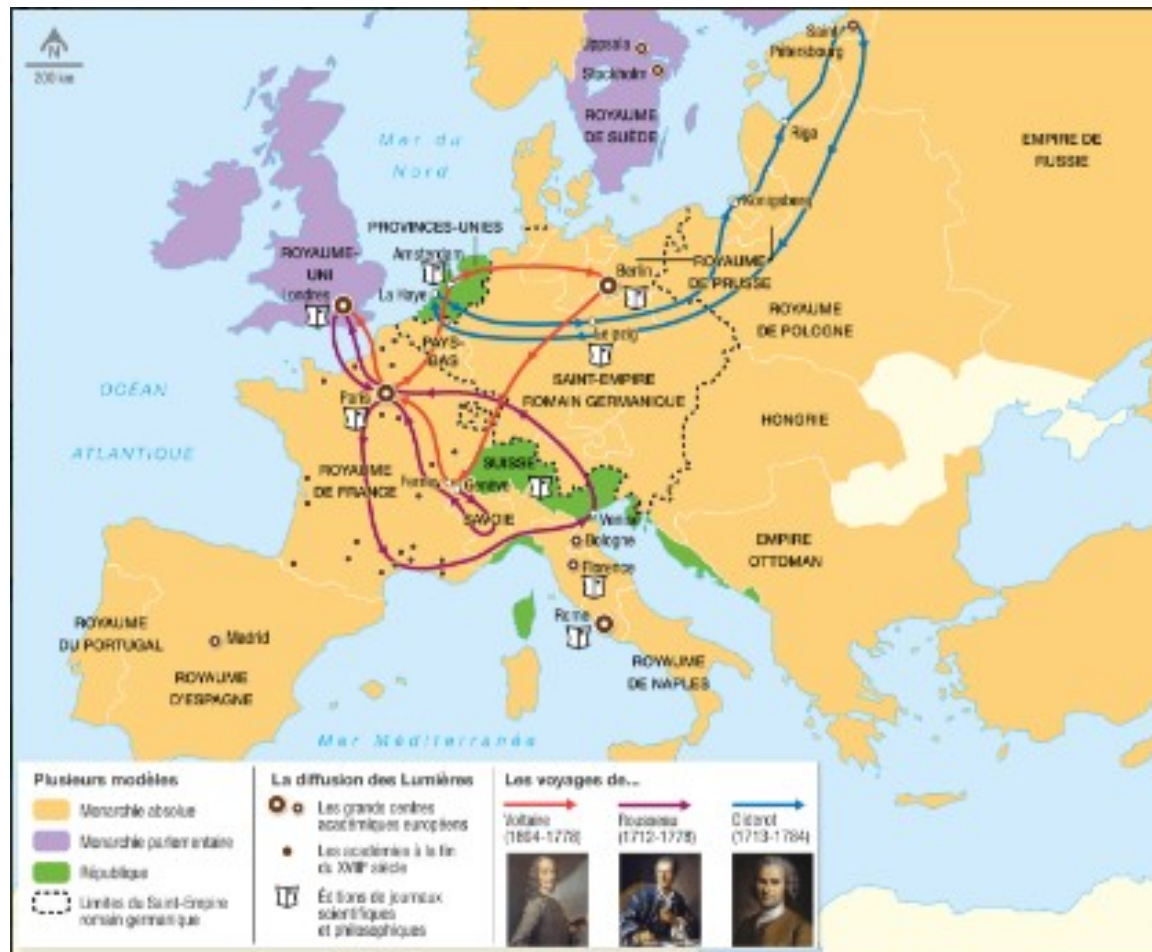 N
200 km
Uppsala
Stockholm
ROYAUME
DE SUÈDE
Saint
Pétersbourg
Riga
EMPIRE DE
RUSSIE
Mer du
Nord
Königsberg
PROVINCES-UNIES
Amsterdam
La Haye
ROYAUME-
UNI
Londres
Berlin
ROYAUME
DE PRUSSE
Leipzig
ROYAUME
DE POLOGNE
PAYS-
BAS
SAINT-EMPIRE
ROMAIN GERMANIQUE
OCÉAN
ATLANTIQUE
Paris
HONGRIE
ROYAUME
DE FRANCE
SUISSE
Genève
SAVOIE
Venise
Bologne
Florence
EMPIRE
OTTOMAN
Rome
ROYAUME
DU PORTUGAL
Madrid
ROYAUME
D'ESPAGNE
ROYAUME
DE NAPLES
Mer Méditerranée
Plusieurs modèles
Monarchie absolue
Monarchie parlementaire
République
Limites du Saint-Empire
romain germanique
La diffusion des Lumières
Les grands centres
académiques européens
Les académies à la fin
du XVIIIe siècle
Éditions de journaux
scientifiques
et philosophiques
Les voyages de...
Voltaire
(1694-1778)
Rousseau
(1712-1778)
Diderot
(1713-1784)